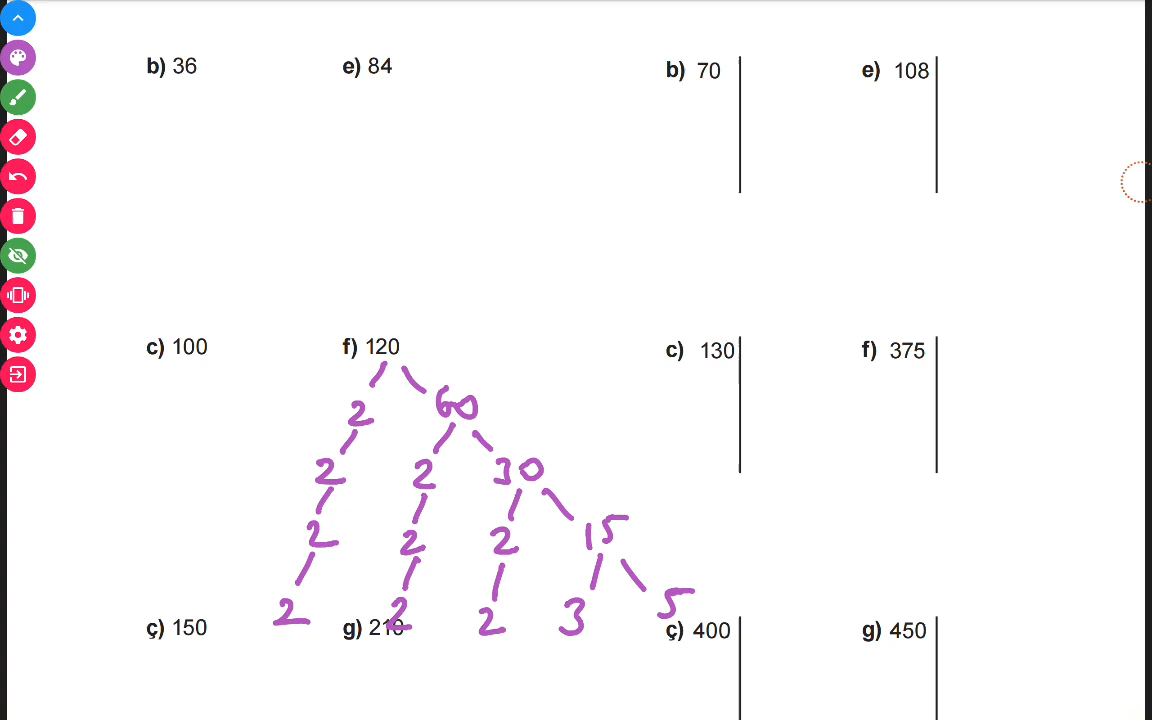 b) 36 e) 84 b) 70 e) 108
c) 100 f) 120 c) 130 f) 375
2 60
2 2 30
2 2 2 15
2 2 2 3 5
ç) 150 g) 210 ç) 400 g) 450